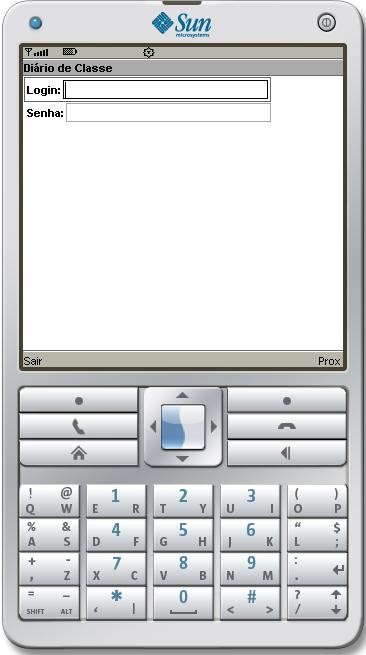 Sun
microsystems
Diário de Classe
Login:
Senha:
Sair Prox
! @ 1 2 3 ( )
Q W E R T Y U I O P
% & 4 5 6 “ $
A S D F G H J K L ;
+ - 7 8 9 :
, Z X C V B N M .
= – * 0 # ?
SHIFT ALT ‘ | < > /